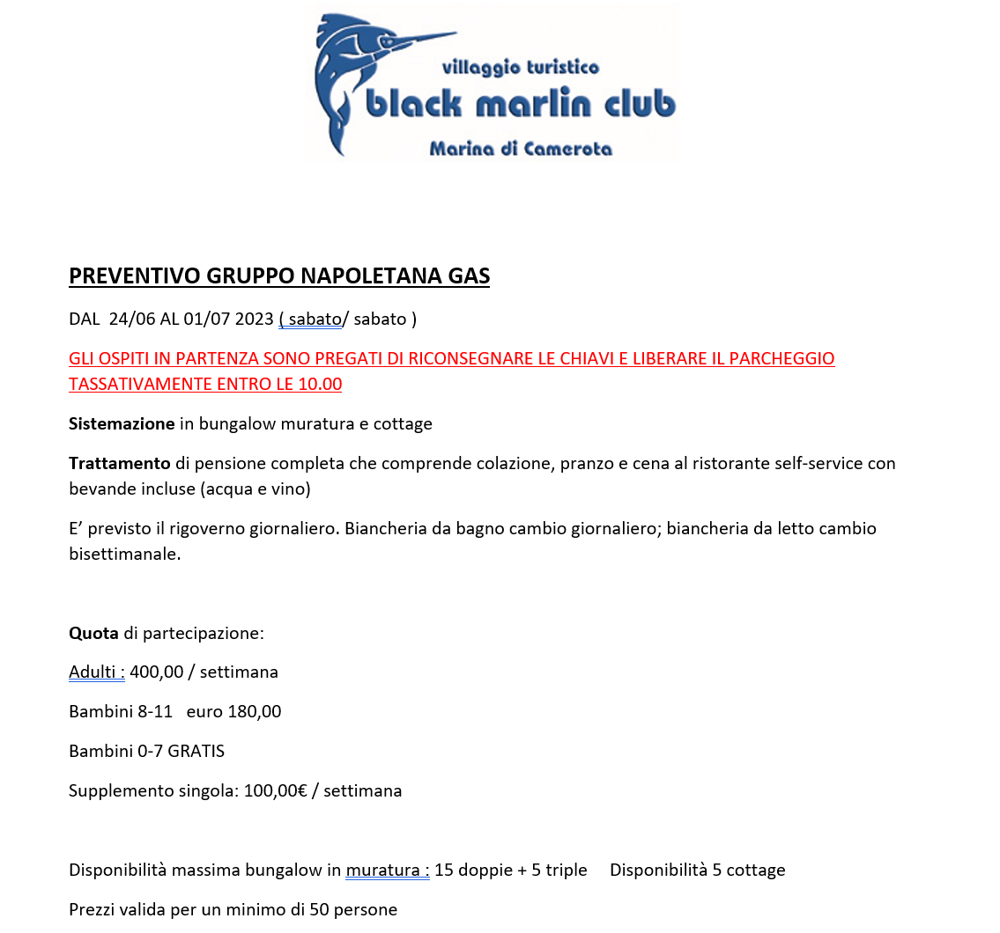 villaggio turistico
black marlin club
Marina di Camerota
PREVENTIVO GRUPPO NAPOLETANA GAS
DAL  24/06 AL 01/07 2023 ( sabato/ sabato )
GLI OSPITI IN PARTENZA SONO PREGATI DI RICONSEGNARE LE CHIAVI E LIBERARE IL PARCHEGGIO
TASSATIVAMENTE ENTRO LE 10.00
Sistemazione in bungalow muratura e cottage
Trattamento di pensione completa che comprende colazione, pranzo e cena al ristorante self-service con
bevande incluse (acqua e vino)
E’ previsto il rigoverno giornaliero. Biancheria da bagno cambio giornaliero; biancheria da letto cambio
bisettimanale.
Quota di partecipazione:
Adulti : 400,00 / settimana
Bambini 8-11   euro 180,00
Bambini 0-7 GRATIS
Supplemento singola: 100,00€ / settimana
Disponibilità massima bungalow in muratura : 15 doppie + 5 triple     Disponibilità 5 cottage
Prezzi valida per un minimo di 50 persone